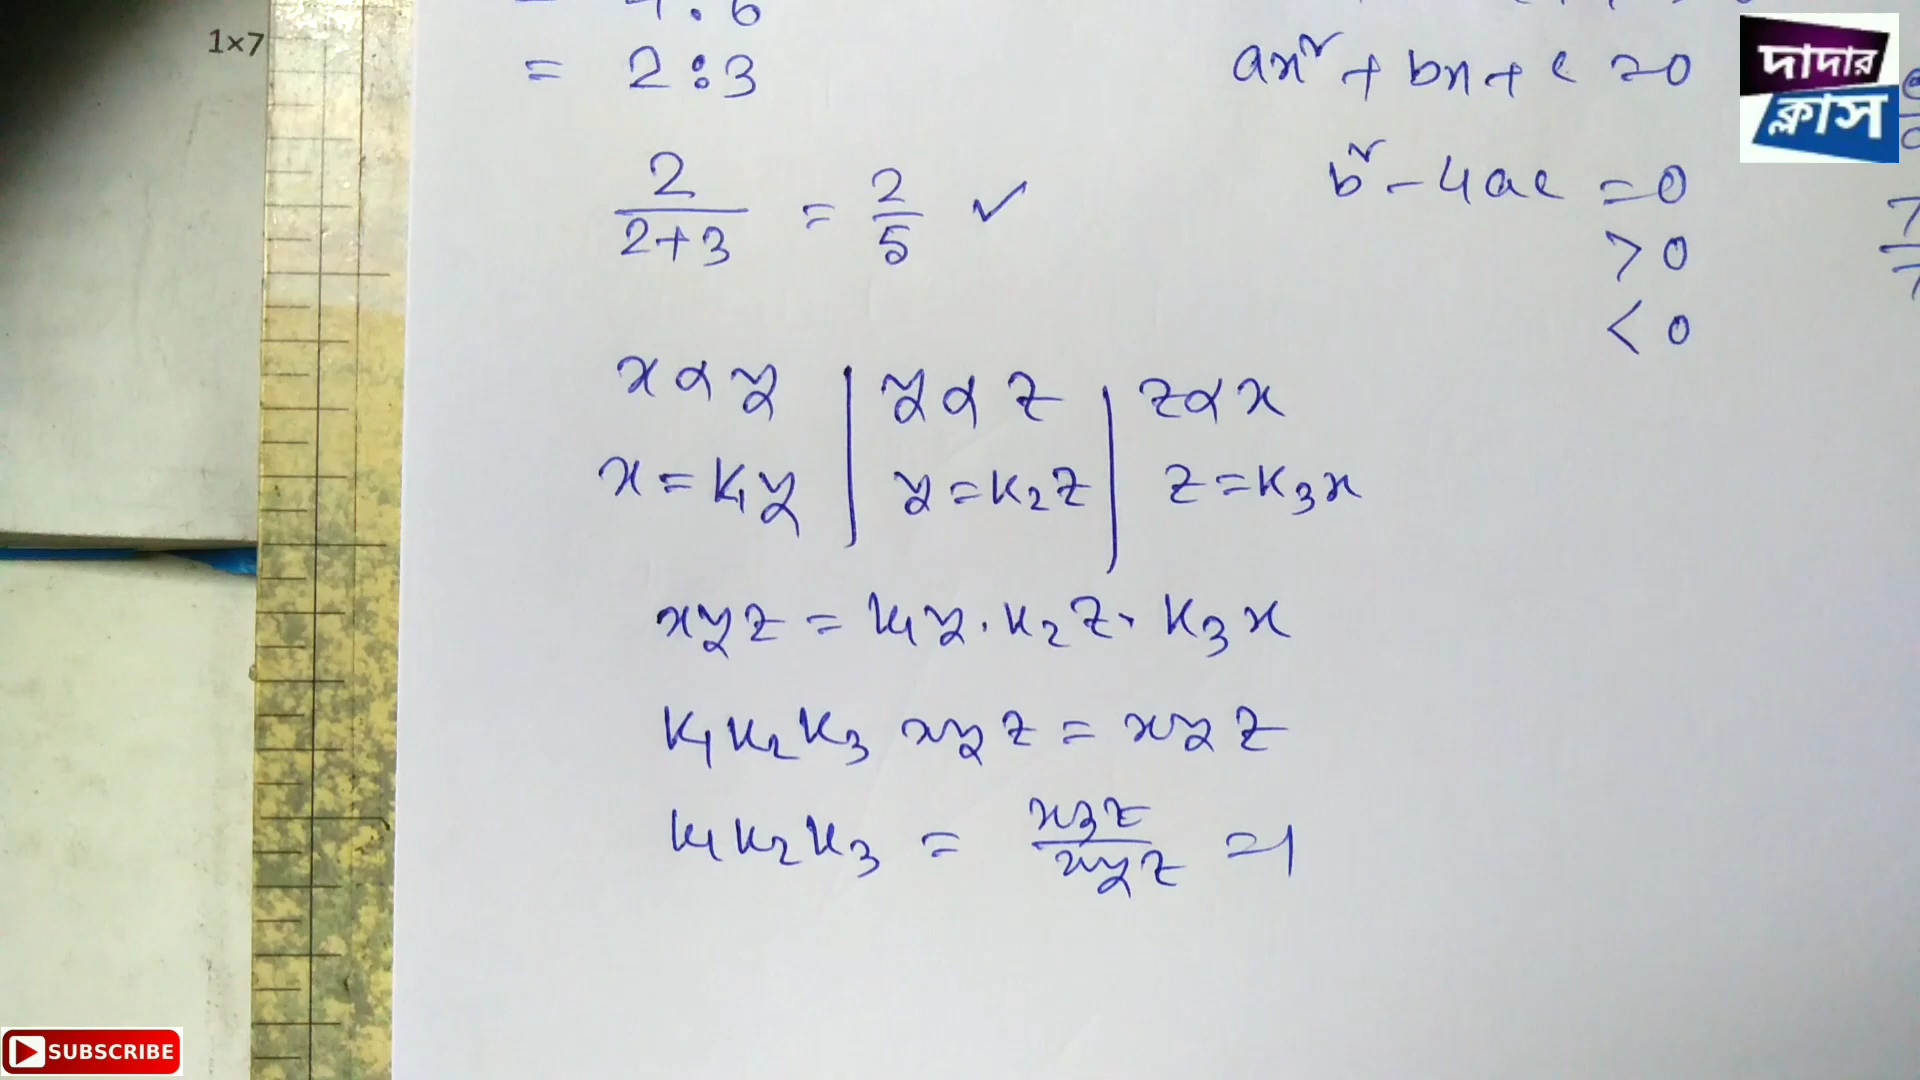 1×7
= 2:3
2/(2+3) = 2/5 ✓
ax² + bx + c = 0
b² - 4ac = 0
> 0
< 0
x α y | y α z | z α x
x = K₁y | y = K₂z | z = K₃x
xyz = K₁y · K₂z · K₃x
K₁K₂K₃ xyz = xyz
K₁K₂K₃ = xyz/xyz = 1
দাদার
ক্লাস
SUBSCRIBE